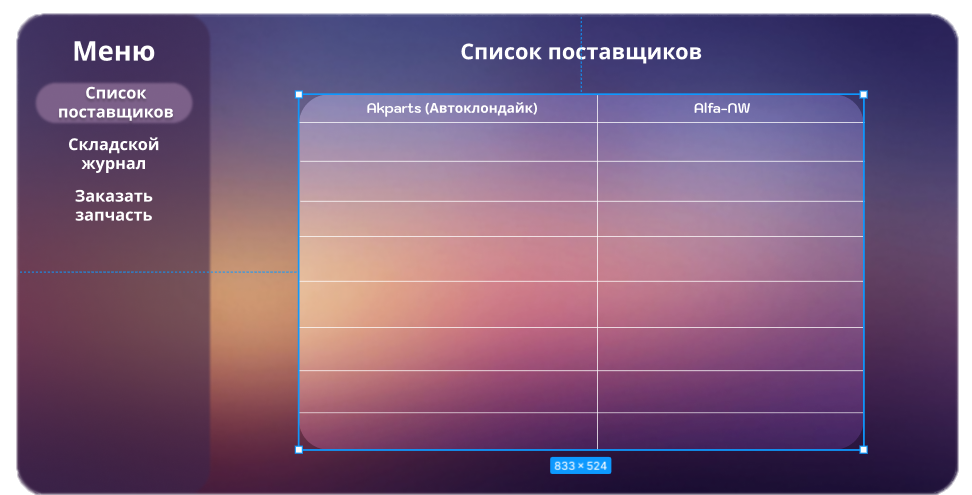 Меню
Список
поставщиков
Складской
журнал
Заказать
запчасть
Список поставщиков
Akparts (Автоклондайк)
Alfa-NW
833 × 524